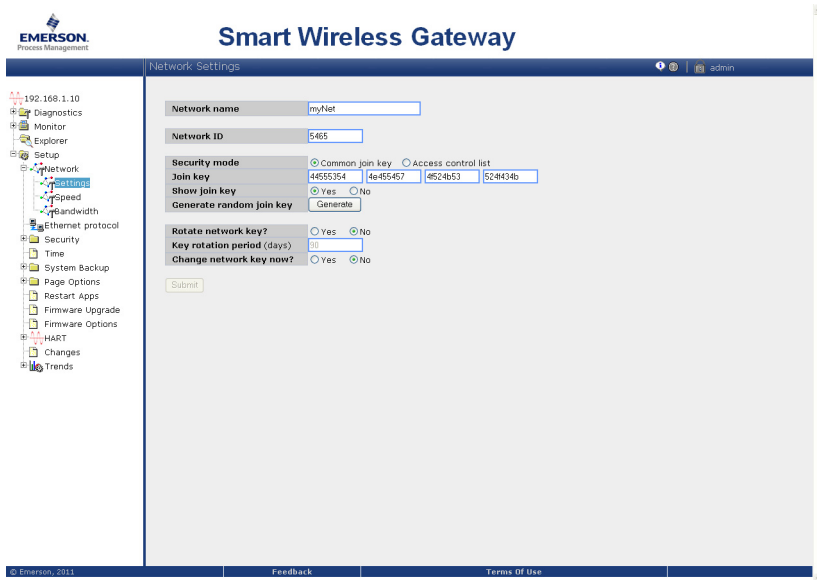 EMERSON.
Process Management
Smart Wireless Gateway
Network Settings
admin
192.168.1.10
Diagnostics
Monitor
Explorer
Setup
Network
Settings
Speed
Bandwidth
Ethernet protocol
Security
Time
System Backup
Page Options
Restart Apps
Firmware Upgrade
Firmware Options
HART
Changes
Trends
Network name myNet
Network ID 5465
Security mode Common join key Access control list
Join key 44555354 4e455457 4f524b53 524f434b
Show join key Yes No
Generate random join key Generate
Rotate network key? Yes No
Key rotation period (days) 90
Change network key now? Yes No
Submit
© Emerson, 2011 Feedback Terms Of Use